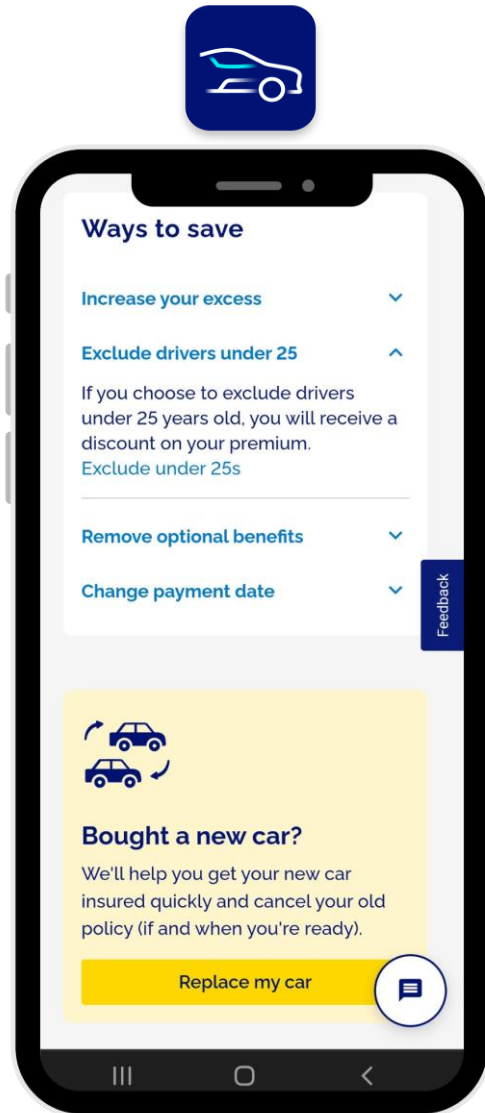 Ways to save
Increase your excess
Exclude drivers under 25
If you choose to exclude drivers
under 25 years old, you will receive a
discount on your premium.
Exclude under 25s
Remove optional benefits
Change payment date
Feedback
Bought a new car?
We'll help you get your new car
insured quickly and cancel your old
policy (if and when you're ready).
Replace my car